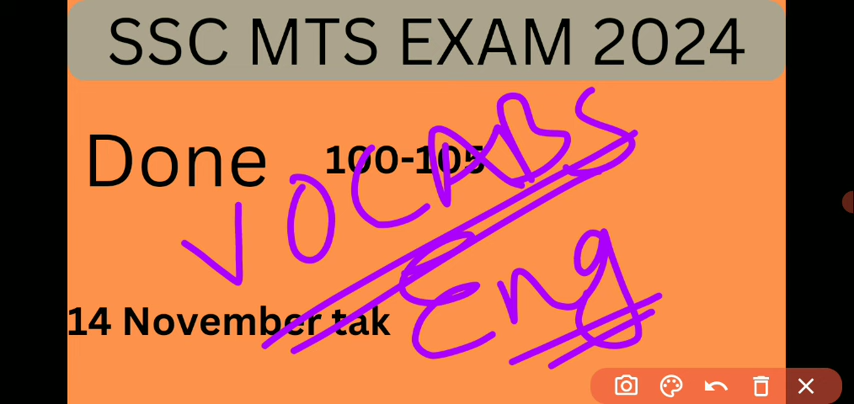 SSC MTS EXAM 2024
Done 100-105
VOCABS
14 November tak
Eng